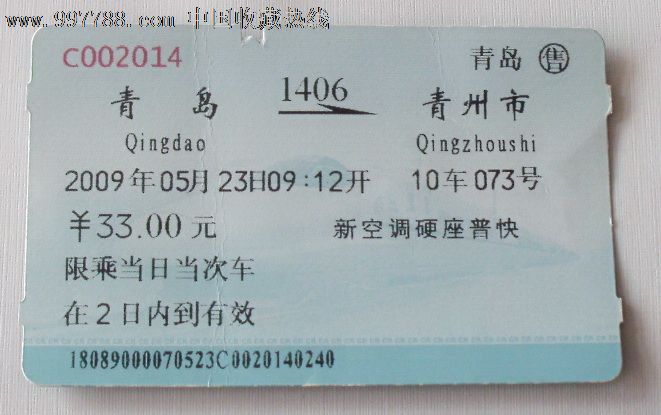 www.997788.com 中国收藏热线
C002014 青岛 售
青岛 1406 青州市
Qingdao Qingzhoushi
2009年05月23日09:12开 10车073号
￥33.00元 新空调硬座普快
限乘当日当次车
在2日内到有效
18089000070523C0020140240